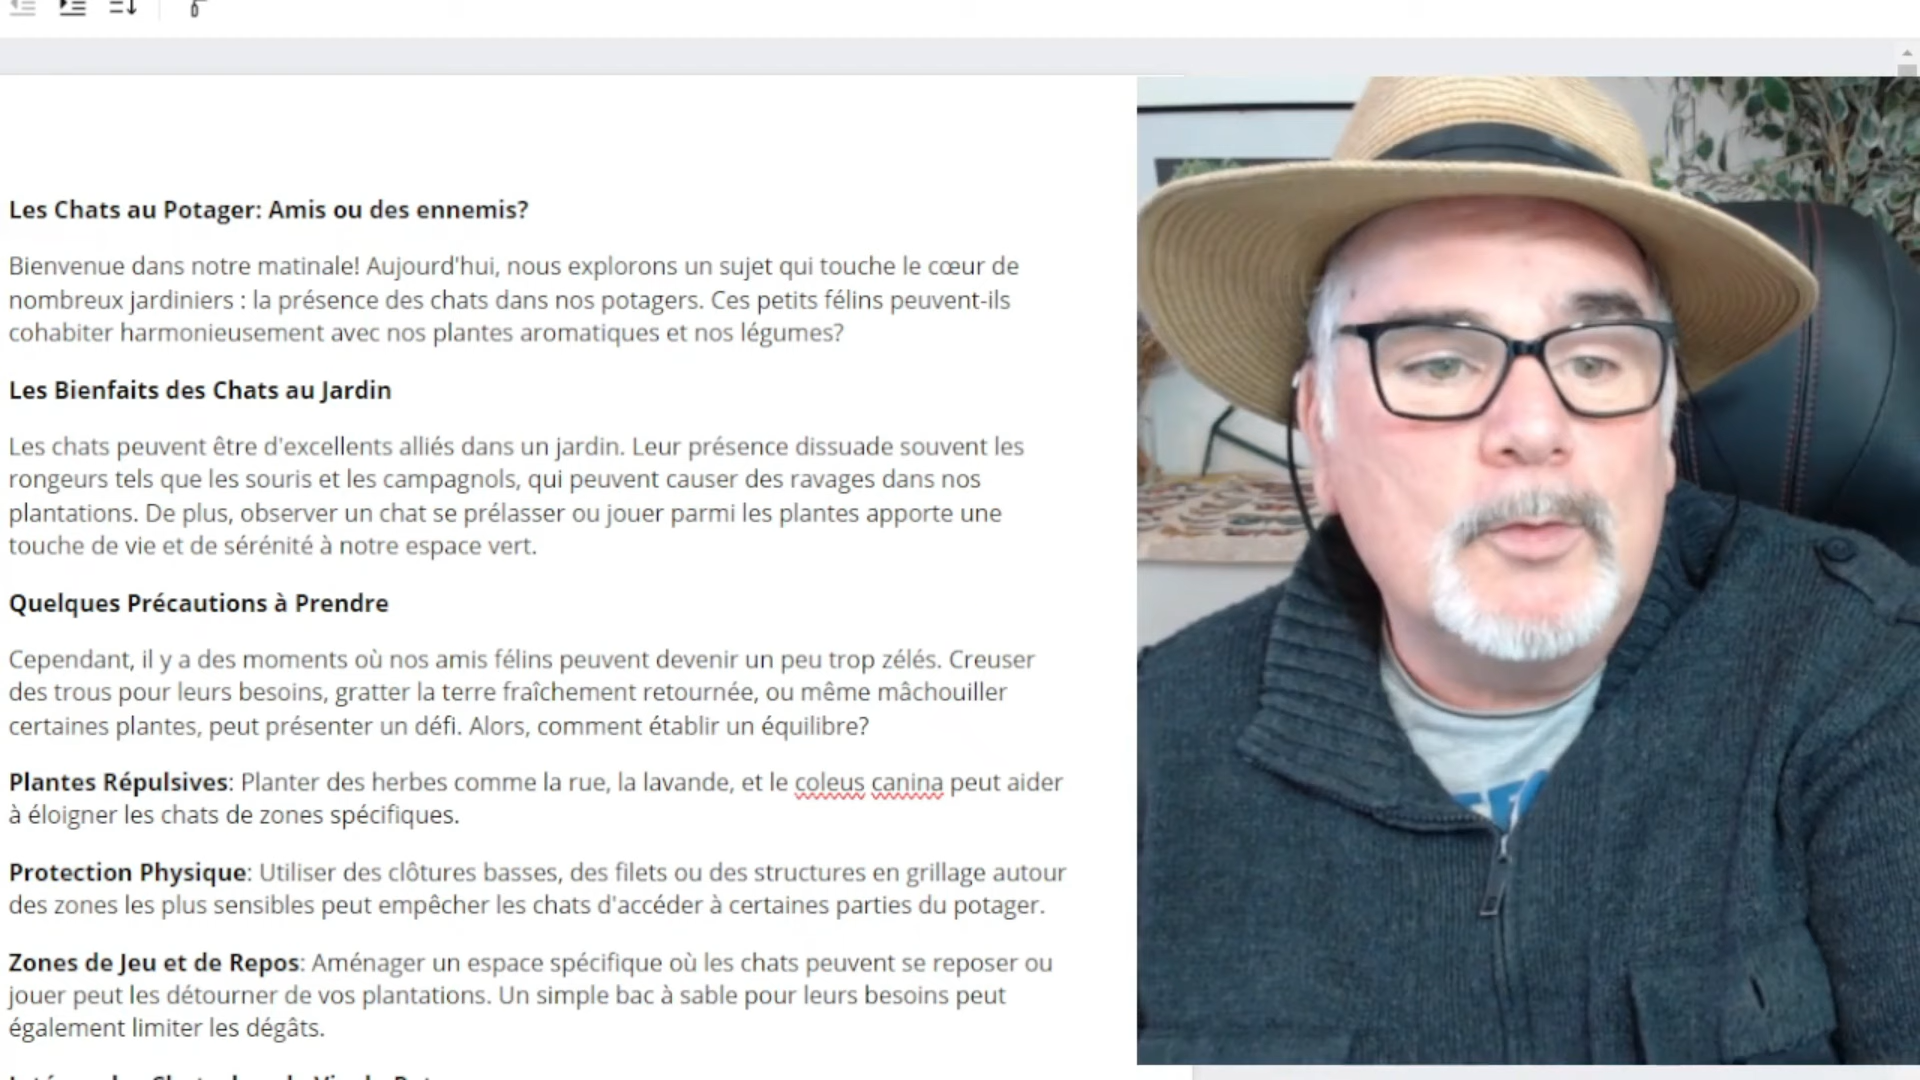 Les Chats au Potager: Amis ou des ennemis?
Bienvenue dans notre matinale! Aujourd'hui, nous explorons un sujet qui touche le cœur de
nombreux jardiniers : la présence des chats dans nos potagers. Ces petits félins peuvent-ils
cohabiter harmonieusement avec nos plantes aromatiques et nos légumes?
Les Bienfaits des Chats au Jardin
Les chats peuvent être d'excellents alliés dans un jardin. Leur présence dissuade souvent les
rongeurs tels que les souris et les campagnols, qui peuvent causer des ravages dans nos
plantations. De plus, observer un chat se prélasser ou jouer parmi les plantes apporte une
touche de vie et de sérénité à notre espace vert.
Quelques Précautions à Prendre
Cependant, il y a des moments où nos amis félins peuvent devenir un peu trop zélés. Creuser
des trous pour leurs besoins, gratter la terre fraîchement retournée, ou même mâchouiller
certaines plantes, peut présenter un défi. Alors, comment établir un équilibre?
Plantes Répulsives: Planter des herbes comme la rue, la lavande, et le coleus canina peut aider
à éloigner les chats de zones spécifiques.
Protection Physique: Utiliser des clôtures basses, des filets ou des structures en grillage autour
des zones les plus sensibles peut empêcher les chats d'accéder à certaines parties du potager.
Zones de Jeu et de Repos: Aménager un espace spécifique où les chats peuvent se reposer ou
jouer peut les détourner de vos plantations. Un simple bac à sable pour leurs besoins peut
également limiter les dégâts.